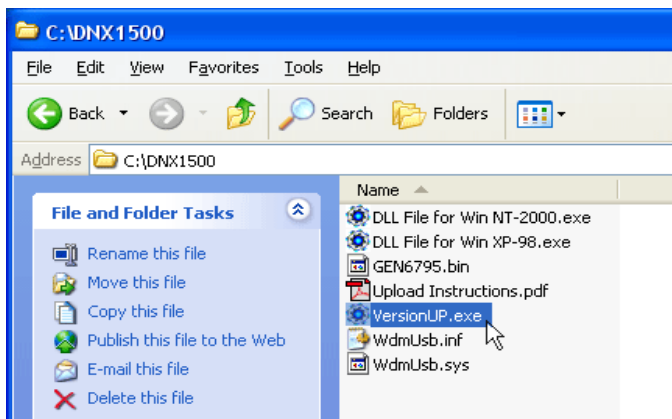 C:\DNX1500
File Edit View Favorites Tools Help
Back Search Folders
Address C:\DNX1500
File and Folder Tasks
Rename this file
Move this file
Copy this file
Publish this file to the Web
E-mail this file
Delete this file
Name
DLL File for Win NT-2000.exe
DLL File for Win XP-98.exe
GEN6795.bin
Upload Instructions.pdf
VersionUP.exe
WdmUsb.inf
WdmUsb.sys